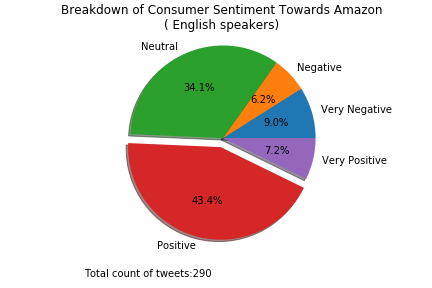 Breakdown of Consumer Sentiment Towards Amazon
( English speakers)
Neutral
Negative
34.1%
6.2%
Very Negative
9.0%
7.2%
Very Positive
43.4%
Positive
Total count of tweets:290